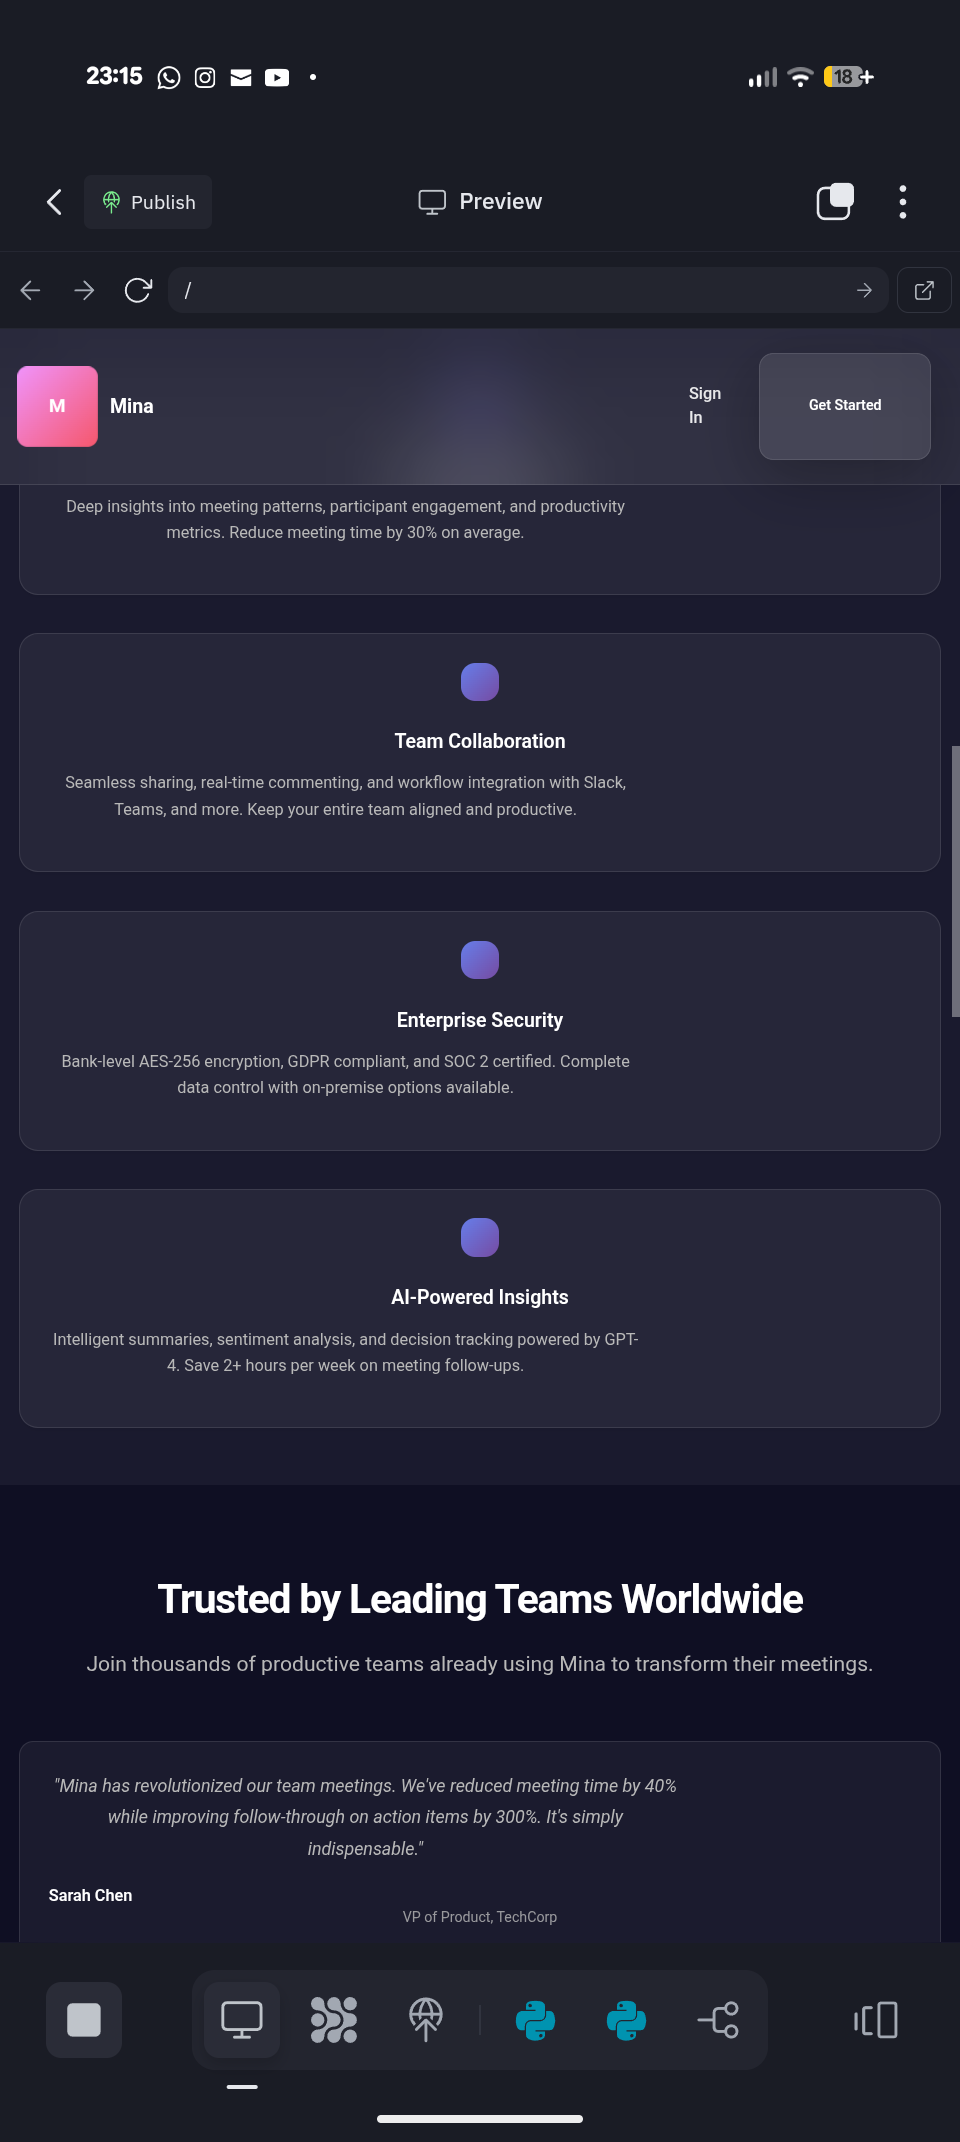 23:15
18+
Publish
Preview
/
M
Mina
Sign
In
Get Started
Deep insights into meeting patterns, participant engagement, and productivity
metrics. Reduce meeting time by 30% on average.
Team Collaboration
Seamless sharing, real-time commenting, and workflow integration with Slack,
Teams, and more. Keep your entire team aligned and productive.
Enterprise Security
Bank-level AES-256 encryption, GDPR compliant, and SOC 2 certified. Complete
data control with on-premise options available.
AI-Powered Insights
Intelligent summaries, sentiment analysis, and decision tracking powered by GPT-
4. Save 2+ hours per week on meeting follow-ups.
Trusted by Leading Teams Worldwide
Join thousands of productive teams already using Mina to transform their meetings.
"Mina has revolutionized our team meetings. We've reduced meeting time by 40%
while improving follow-through on action items by 300%. It's simply
indispensable."
Sarah Chen
VP of Product, TechCorp